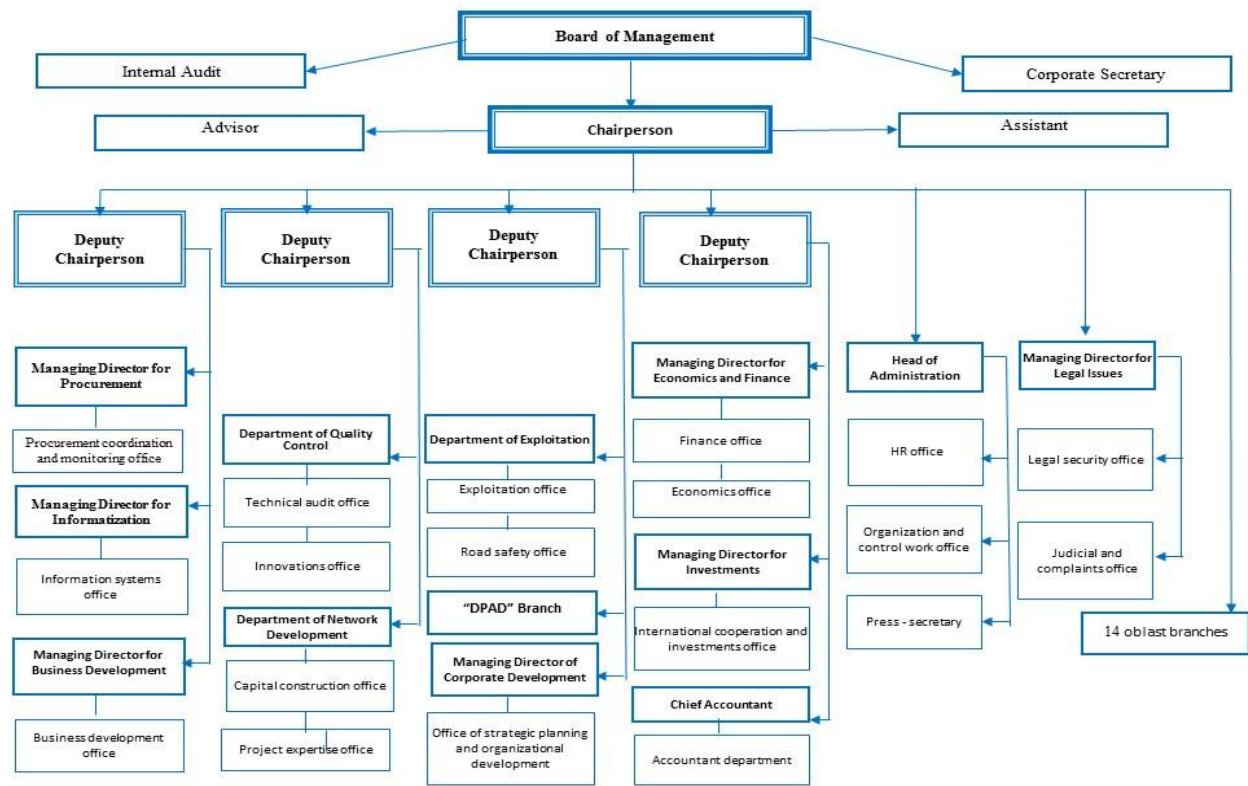 Board of Management
Internal Audit
Corporate Secretary
Advisor
Chairperson
Assistant
Deputy
Chairperson
Deputy
Chairperson
Deputy
Chairperson
Deputy
Chairperson
Managing Director for
Procurement
Procurement coordination
and monitoring office
Managing Director for
Informatization
Information systems
office
Managing Director for
Business Development
Business development
office
Department of Quality
Control
Technical audit office
Innovations office
Department of Network
Development
Capital construction office
Project expertise office
Department of Exploitation
Exploitation office
Road safety office
“DPAD” Branch
Managing Director of
Corporate Development
Office of strategic planning
and organizational
development
Managing Director for
Economics and Finance
Finance office
Economics office
Managing Director for
Investments
International cooperation and
investments office
Chief Accountant
Accountant department
Head of
Administration
HR office
Organization and
control work office
Press - secretary
Managing Director for
Legal Issues
Legal security office
Judicial and
complaints office
14 oblast branches